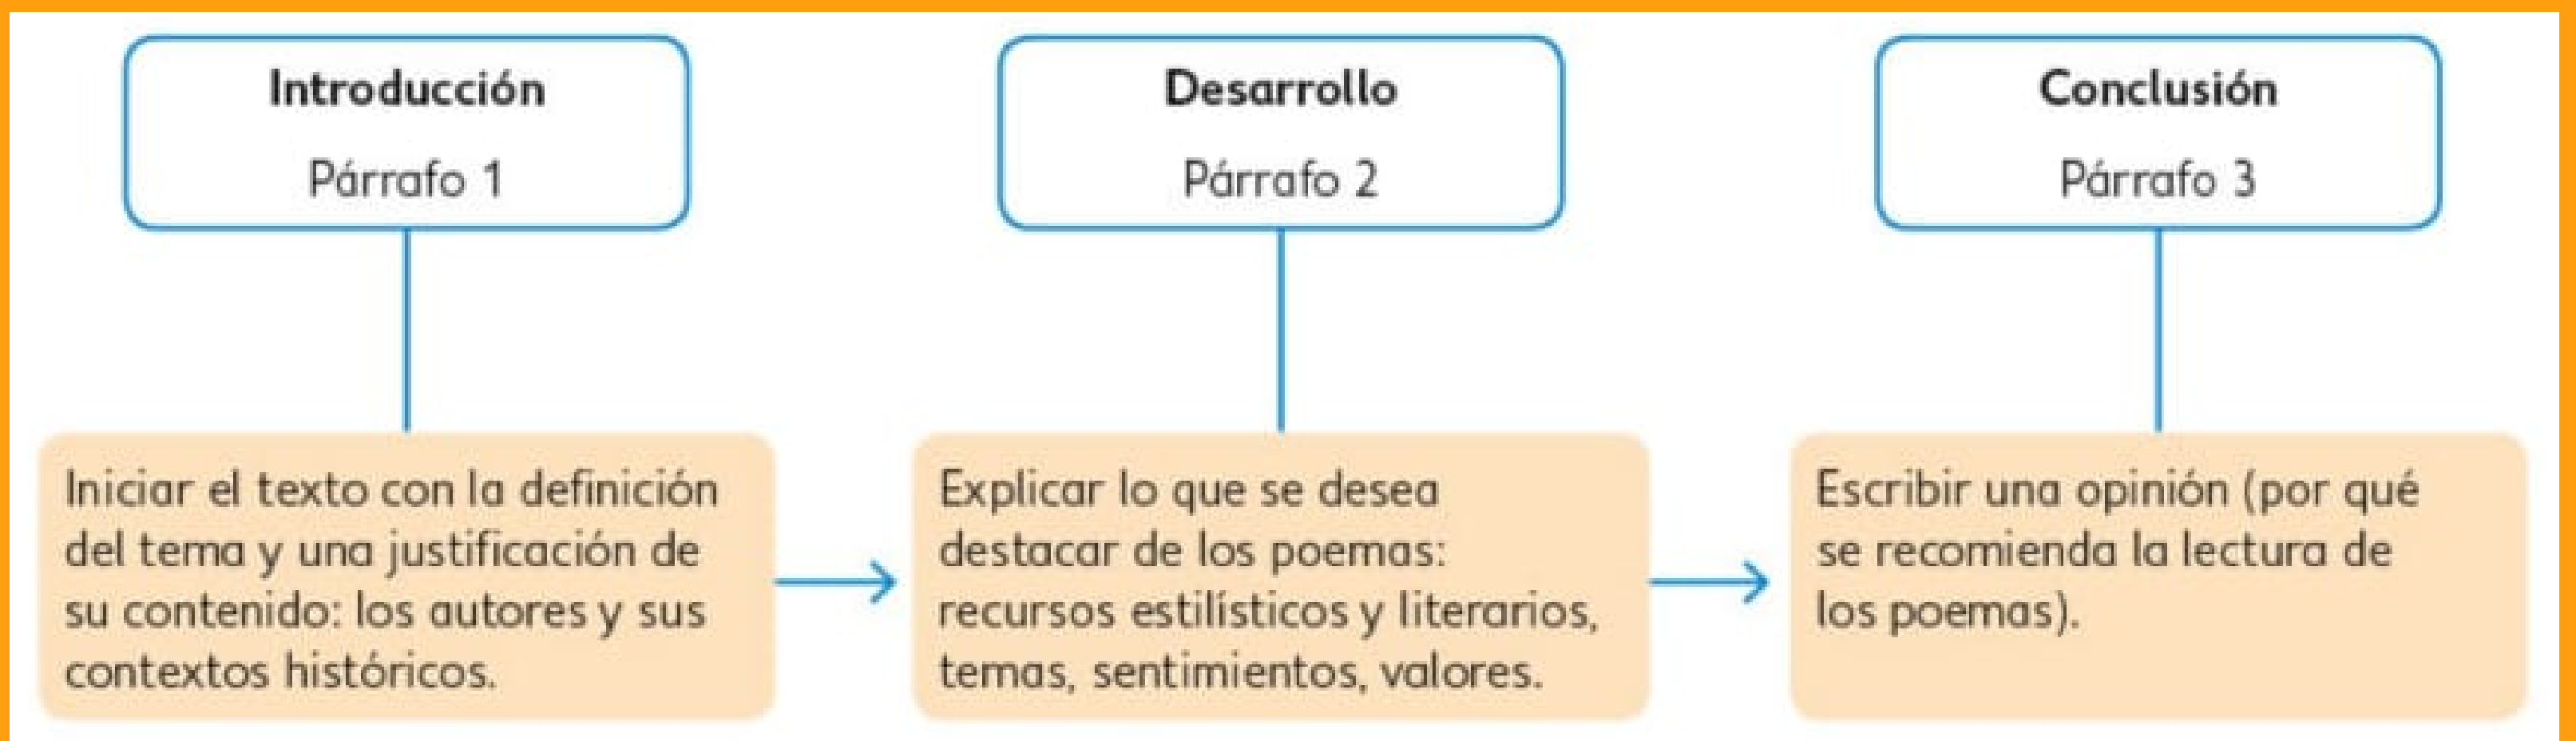 Introducción
Párrafo 1
Iniciar el texto con la definición
del tema y una justificación de
su contenido: los autores y sus
contextos históricos.
Desarrollo
Párrafo 2
Explicar lo que se desea
destacar de los poemas:
recursos estilísticos y literarios,
temas, sentimientos, valores.
Conclusión
Párrafo 3
Escribir una opinión (por qué
se recomienda la lectura de
los poemas).